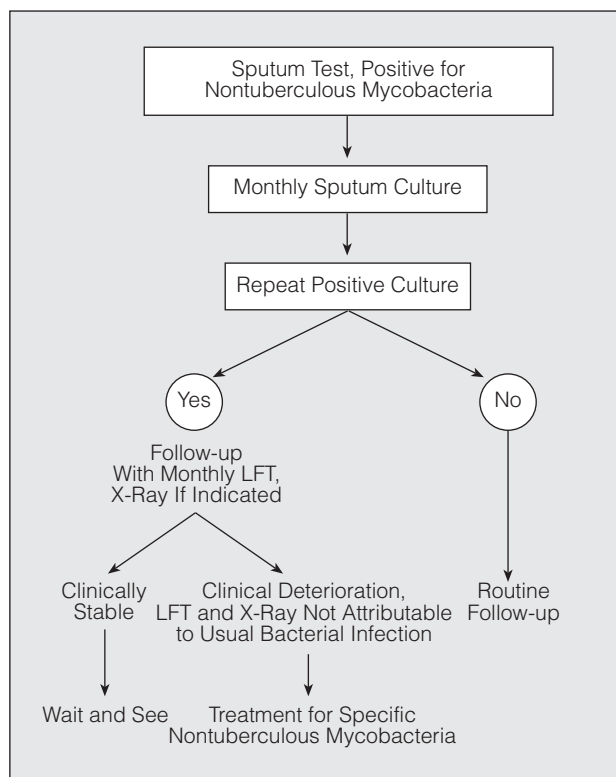 Sputum Test, Positive for
Nontuberculous Mycobacteria
Monthly Sputum Culture
Repeat Positive Culture
Yes
No
Follow-up
With Monthly LFT,
X-Ray If Indicated
Clinically
Stable
Clinical Deterioration,
LFT and X-Ray Not Attributable
to Usual Bacterial Infection
Routine
Follow-up
Wait and See
Treatment for Specific
Nontuberculous Mycobacteria